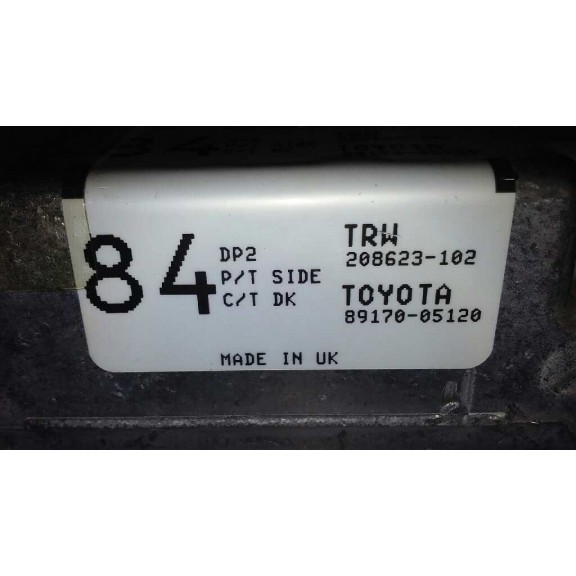 84
DP2
P/T SIDE
C/T DK
TRW
208623-102
TOYOTA
89170-05120
MADE IN UK